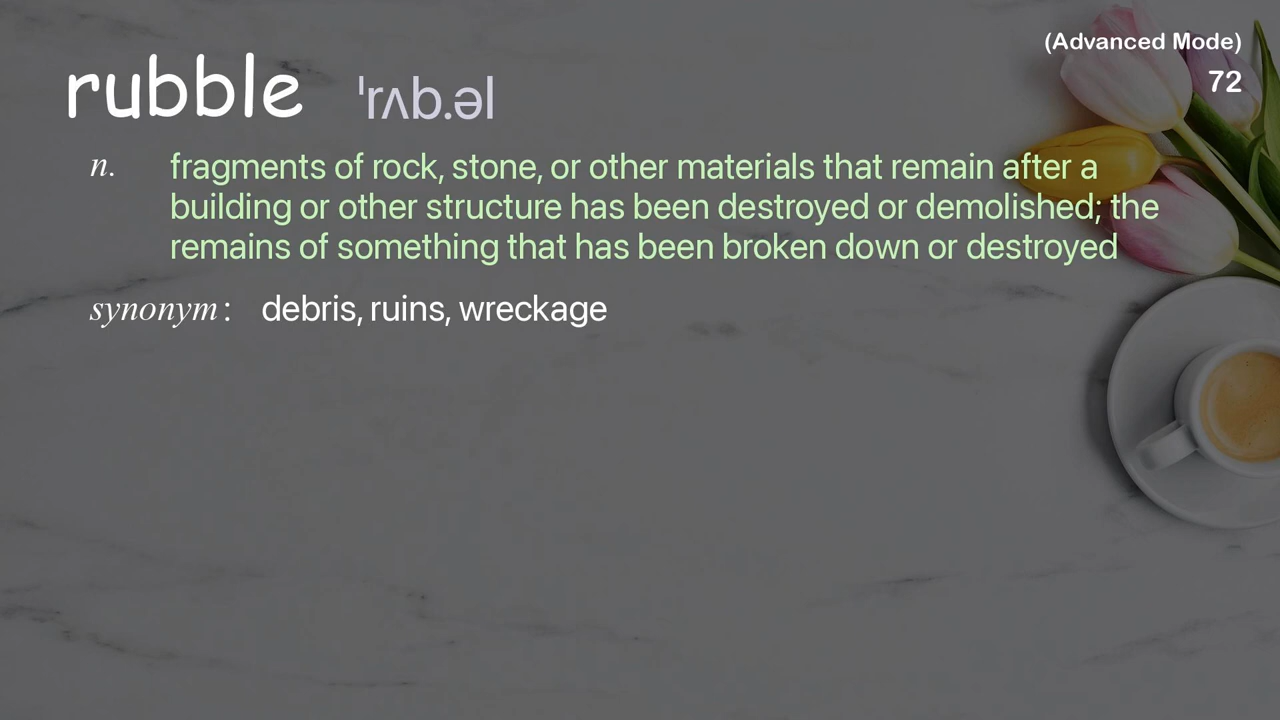 (Advanced Mode)
72
rubble ˈrʌb.əl
n. fragments of rock, stone, or other materials that remain after a
building or other structure has been destroyed or demolished; the
remains of something that has been broken down or destroyed
synonym: debris, ruins, wreckage